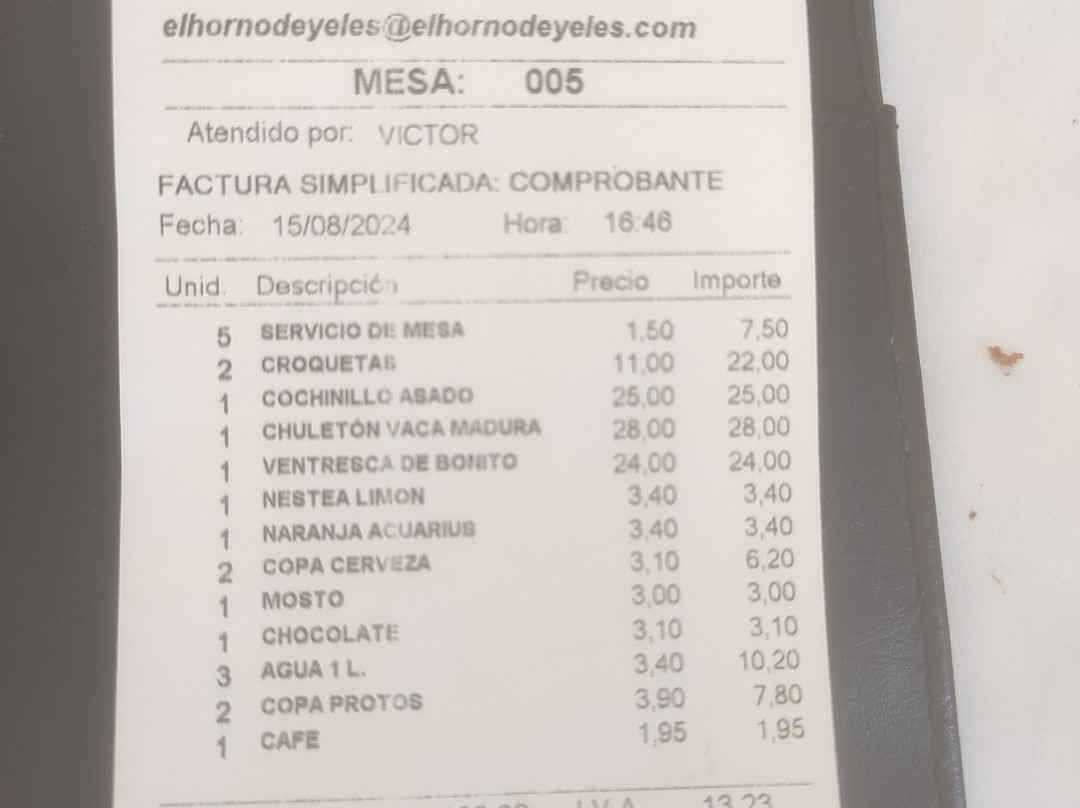 elhornodeyeles@elhornodeyeles.com
MESA: 005
Atendido por: VICTOR
FACTURA SIMPLIFICADA: COMPROBANTE
Fecha: 15/08/2024 Hora: 16:46
Unid. Descripción Precio Importe
5 SERVICIO DE MESA 1,50 7,50
2 CROQUETAS 11,00 22,00
1 COCHINILLO ASADO 25,00 25,00
1 CHULETÓN VACA MADURA 28,00 28,00
1 VENTRESCA DE BONITO 24,00 24,00
1 NESTEA LIMON 3,40 3,40
1 NARANJA ACUARIUS 3,40 3,40
2 COPA CERVEZA 3,10 6,20
1 MOSTO 3,00 3,00
1 CHOCOLATE 3,10 3,10
3 AGUA 1 L. 3,40 10,20
2 COPA PROTOS 3,90 7,80
1 CAFE 1,95 1,95
I.V.A. 13,23